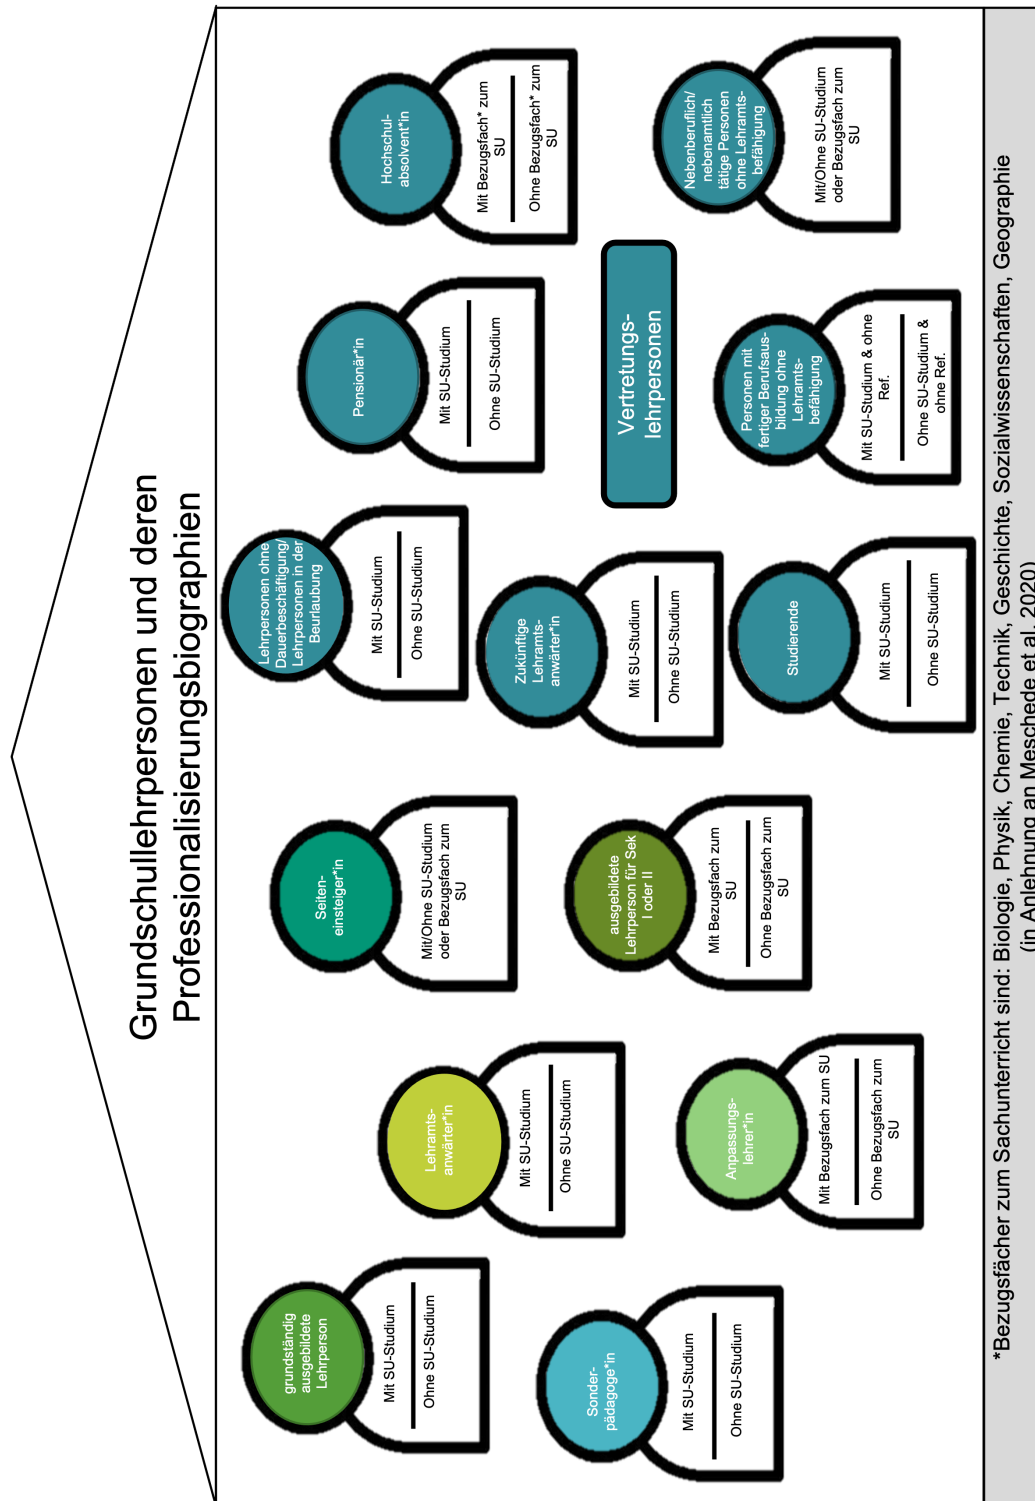 Grundschullehrpersonen und deren
Professionalisierungsbiographien
grundständig
ausgebildete
Lehrperson
Mit SU-Studium
Ohne SU-Studium
Lehramts-
anwärter*in
Mit SU-Studium
Ohne SU-Studium
Seiten-
einsteiger*in
Mit/Ohne SU-Studium
oder Bezugsfach zum
SU
Lehrpersonen ohne
Dauerbeschäftigung/
Lehrpersonen in der
Beurlaubung
Mit SU-Studium
Ohne SU-Studium
Pensionär*in
Mit SU-Studium
Ohne SU-Studium
Hochschul-
absolvent*in
Mit Bezugsfach* zum
SU
Ohne Bezugsfach* zum
SU
Sonder-
pädagoge*in
Mit SU-Studium
Ohne SU-Studium
Anpassungs-
lehrer*in
Mit Bezugsfach zum SU
Ohne Bezugsfach zum
SU
ausgebildete
Lehrperson für Sek
I oder II
Mit Bezugsfach zum
SU
Ohne Bezugsfach zum
SU
Zukünftige
Lehramts-
anwärter*in
Mit SU-Studium
Ohne SU-Studium
Vertretungs-
lehrpersonen
Studierende
Mit SU-Studium
Ohne SU-Studium
Personen mit
fertiger Berufsaus-
bildung ohne
Lehramts-
befähigung
Mit SU-Studium & ohne
Ref.
Ohne SU-Studium &
ohne Ref.
Nebenberuflich/
nebenamtlich
tätige Personen
ohne Lehramts-
befähigung
Mit/Ohne SU-Studium
oder Bezugsfach zum
SU
*Bezugsfächer zum Sachunterricht sind: Biologie, Physik, Chemie, Technik, Geschichte, Sozialwissenschaften, Geographie
(in Anlehnung an Meschede et al. 2020)